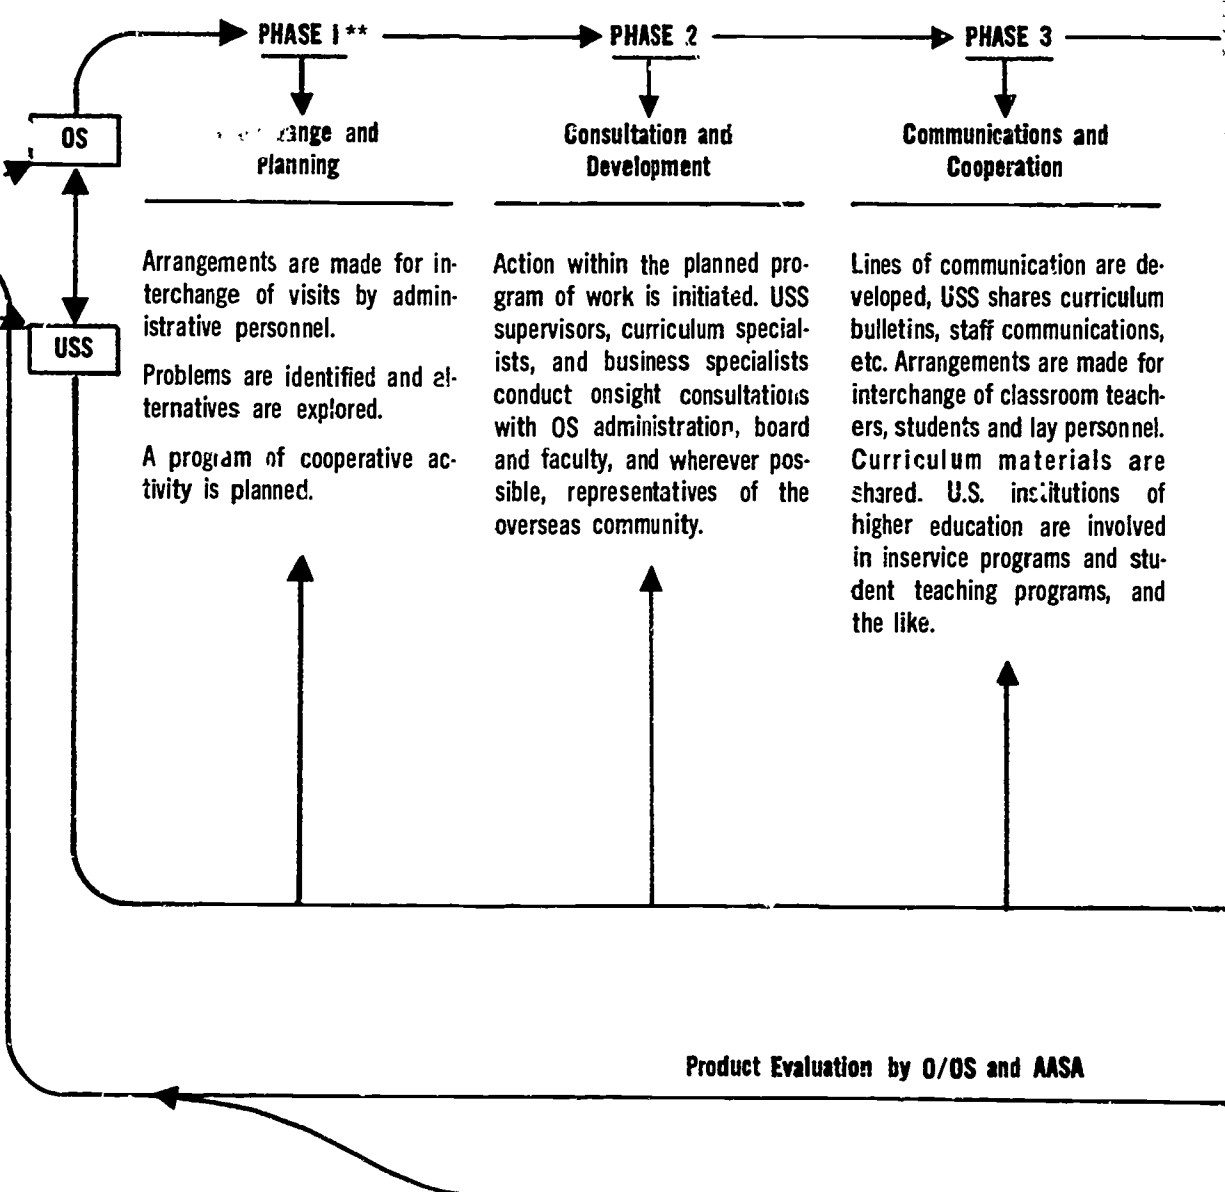 PHASE 1**
PHASE 2
PHASE 3
OS
USS
and
Planning
Arrangements are made for in-
terchange of visits by admin-
istrative personnel.
Problems are identified and al-
ternatives are explored.
A program of cooperative ac-
tivity is planned.
Consultation and
Development
Action within the planned pro-
gram of work is initiated. USS
supervisors, curriculum special-
ists, and business specialists
conduct onsight consultations
with OS administration, board
and faculty, and wherever pos-
sible, representatives of the
overseas community.
Communications and
Cooperation
Lines of communication are de-
veloped, USS shares curriculum
bulletins, staff communications,
etc. Arrangements are made for
interchange of classroom teach-
ers, students and lay personnel.
Curriculum materials are
shared. U.S. institutions of
higher education are involved
in inservice programs and stu-
dent teaching programs, and
the like.
Product Evaluation by O/OS and AASA